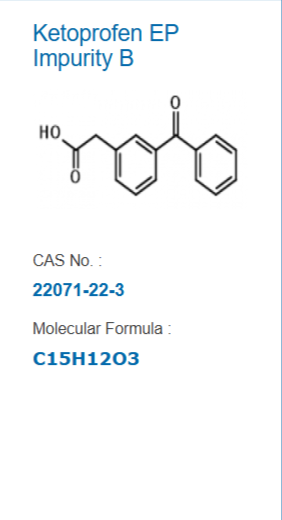 Ketoprofen EP
Impurity B
O
HO
O
CAS No. :
22071-22-3
Molecular Formula :
C15H12O3